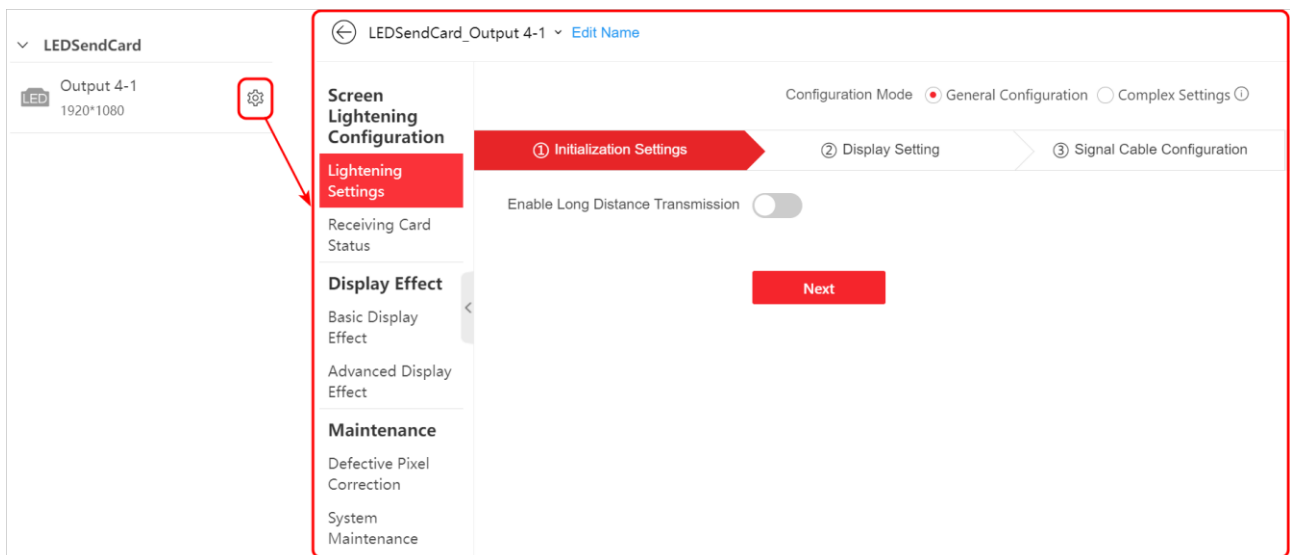 LEDSendCard
Output 4-1
LED
1920*1080
LEDSendCard_Output 4-1 Edit Name
Screen
Lightening
Configuration
Lightening
Settings
Receiving Card
Status
Display Effect
Basic Display
Effect
Advanced Display
Effect
Maintenance
Defective Pixel
Correction
System
Maintenance
Configuration Mode General Configuration Complex Settings
① Initialization Settings
② Display Setting
③ Signal Cable Configuration
Enable Long Distance Transmission
Next